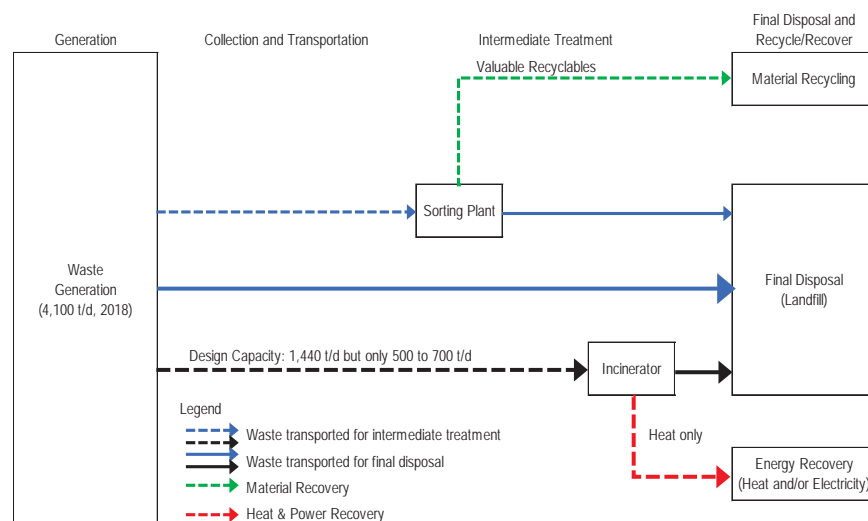 Generation
Collection and Transportation
Intermediate Treatment
Final Disposal and
Recycle/Recover
Valuable Recyclables
Material Recycling
Sorting Plant
Waste
Generation
(4,100 t/d, 2018)
Final Disposal
(Landfill)
Design Capacity: 1,440 t/d but only 500 to 700 t/d
Incinerator
Legend
Waste transported for intermediate treatment
Waste transported for final disposal
Material Recovery
Heat & Power Recovery
Heat only
Energy Recovery
(Heat and/or Electricity)